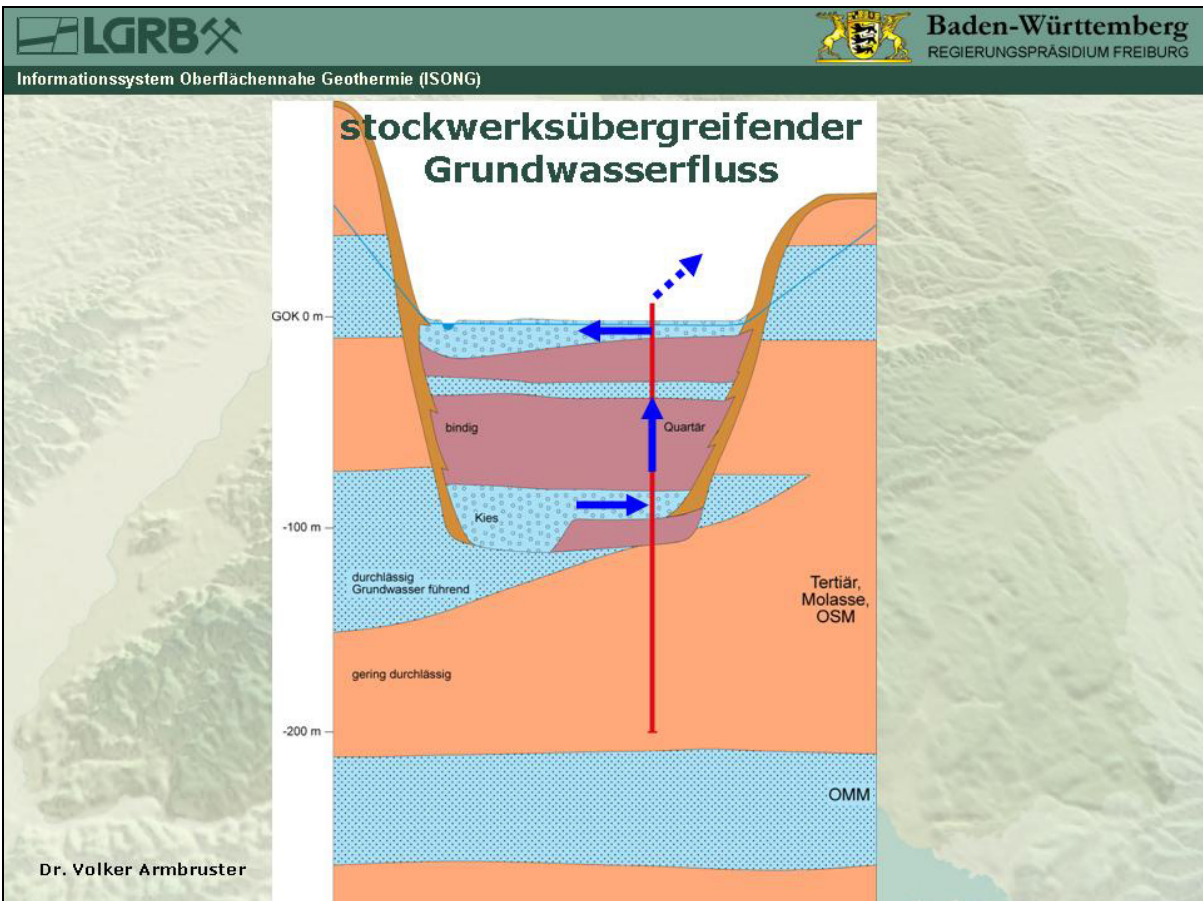 LGRB
Baden-Württemberg
REGIERUNGSPRÄSIDIUM FREIBURG
Informationssystem Oberflächennahe Geothermie (ISONG)
stockwerksübergreifender
Grundwasserfluss
GOK 0 m
bindig
Quartär
Kies
-100 m
durchlässig
Grundwasser führend
Tertiär,
Molasse,
OSM
gering durchlässig
-200 m
OMM
Dr. Volker Armbruster